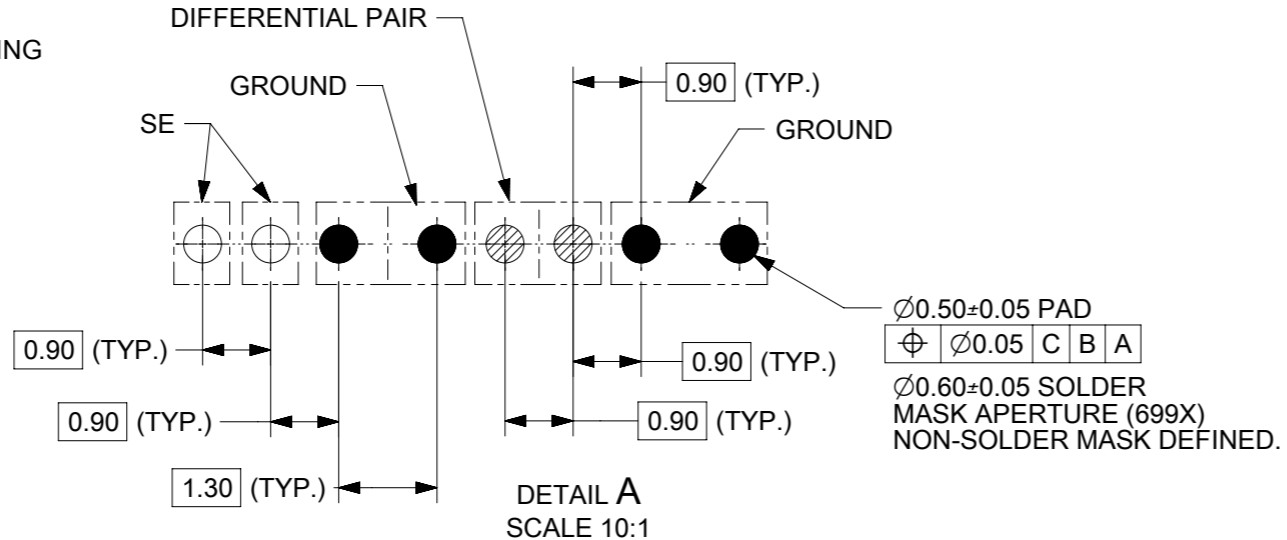 DIFFERENTIAL PAIR
ING
0.90 (TYP.)
GROUND
SE
GROUND
Ø0.50±0.05 PAD
⌖ Ø0.05 C B A
0.90 (TYP.)
0.90 (TYP.)
Ø0.60±0.05 SOLDER
MASK APERTURE (699X)
NON-SOLDER MASK DEFINED.
0.90 (TYP.)
0.90 (TYP.)
1.30 (TYP.)
DETAIL A
SCALE 10:1